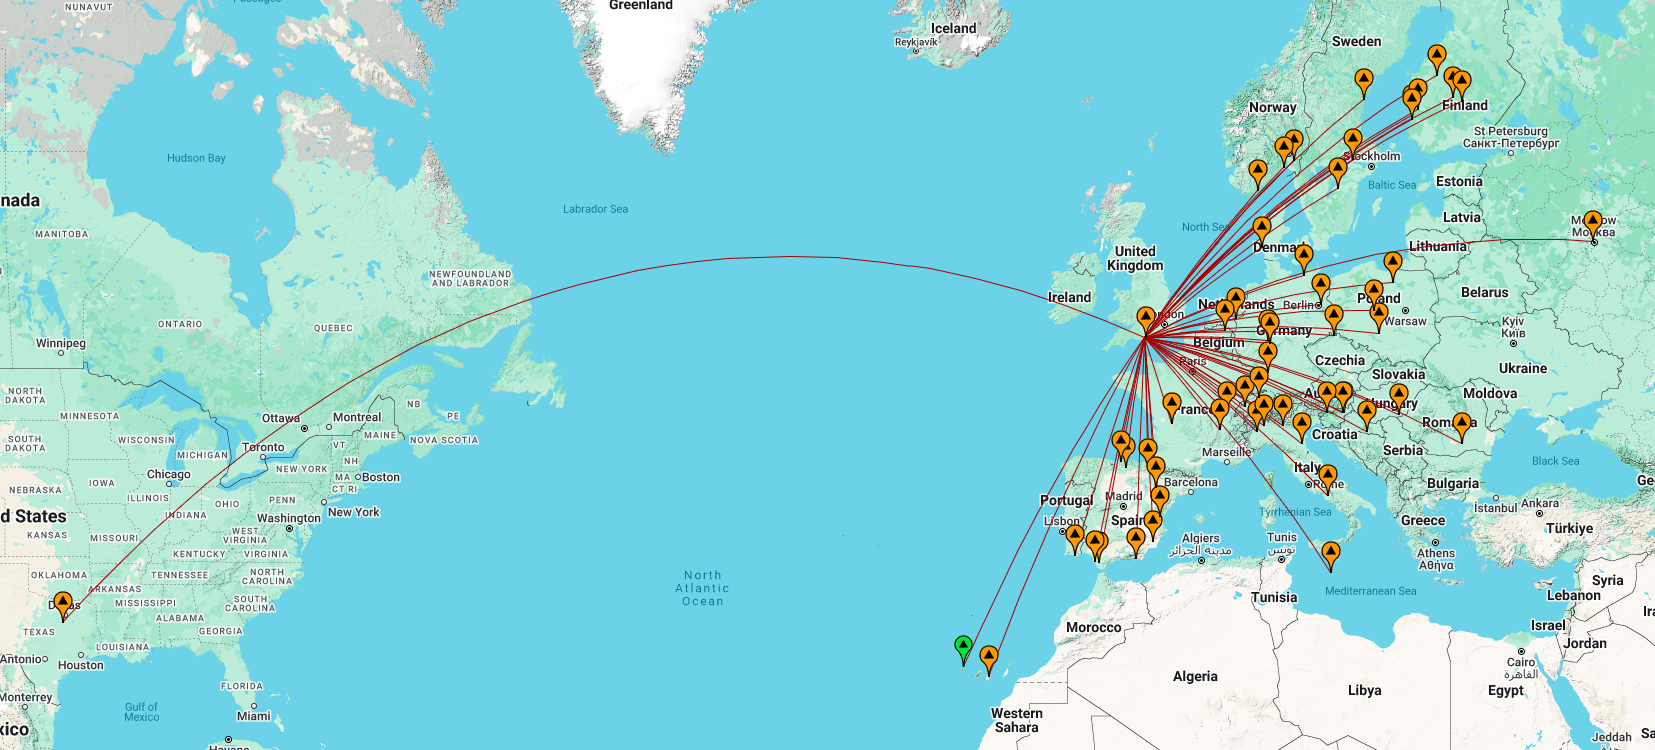 NUNAVUT
Passages
Greenland
Iceland
Reykjavík
Sweden
Norway
Finland
St Petersburg
Санкт-Петербург
Hudson Bay
Stockholm
nada
Labrador Sea
Baltic Sea
Estonia
MANITOBA
North Sea
Latvia
Moscow
Москва
United
Kingdom
Denmark
Lithuania
NEWFOUNDLAND
AND LABRADOR
Ireland
Netherlands
Berlin
Poland
Belarus
ONTARIO
QUEBEC
Warsaw
Winnipeg
Belgium
Germany
Kyiv
Київ
Paris
Czechia
Ukraine
Slovakia
NORTH
DAKOTA
NB
PE
Moldova
MINNESOTA
Ottawa
Montreal
France
Hungary
Romania
SOUTH
DAKOTA
WISCONSIN
MICHIGAN
Toronto
VT
MAINE
NOVA SCOTIA
Croatia
NH
Marseille
Serbia
Chicago
NEW YORK
MA
CT RI
Boston
Italy
Rome
Black Sea
IOWA
NEBRASKA
ILLINOIS
PENN
Portugal
Madrid
Barcelona
Bulgaria
Ge
INDIANA
OHIO
New York
Istanbul
Ankara
d States
Washington
Lisbon
Spain
Tyrrhenian Sea
Greece
Türkiye
KANSAS
MISSOURI
WEST
VIRGINIA
Algiers
مدينة الجزائر
Tunis
تونس
Athens
Αθήνα
KENTUCKY
VIRGINIA
OKLAHOMA
TENNESSEE
NORTH
CAROLINA
North
Atlantic
Ocean
Syria
ARKANSAS
Mediterranean Sea
Lebanon
Dallas
MISSISSIPPI
SOUTH
CAROLINA
Tunisia
Ira
TEXAS
ALABAMA
GEORGIA
Morocco
Israel
Jordan
LOUISIANA
Antonio
Houston
Cairo
القاهرة
Algeria
Libya
Egypt
FLORIDA
Monterrey
Gulf of
Mexico
Miami
Western
Sahara
xico
Havana
Jeddah
Sa